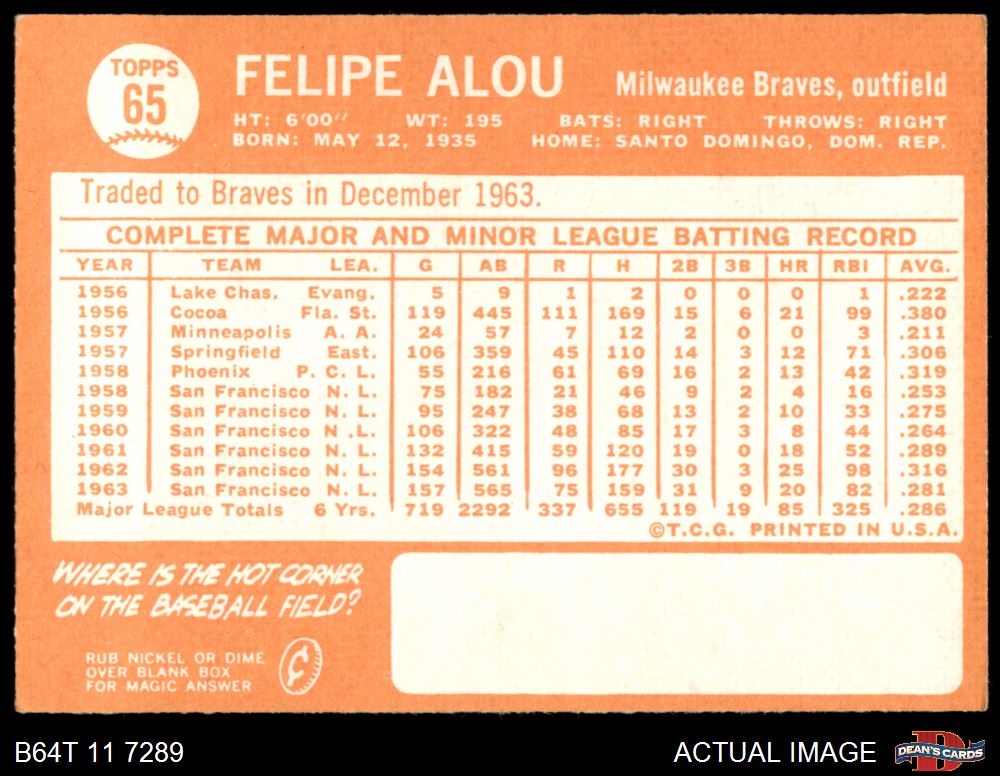 TOPPS
65
FELIPE ALOU Milwaukee Braves, outfield
HT: 6'00'' WT: 195 BATS: RIGHT THROWS: RIGHT
BORN: MAY 12, 1935 HOME: SANTO DOMINGO, DOM. REP.
Traded to Braves in December 1963.
COMPLETE MAJOR AND MINOR LEAGUE BATTING RECORD
YEAR TEAM LEA. G AB R H 2B 3B HR RBI AVG.
1956 Lake Chas. Evang. 5 9 1 2 0 0 0 1 .222
1956 Cocoa Fla. St. 119 445 111 169 15 6 21 99 .380
1957 Minneapolis A. A. 24 57 7 12 2 0 0 3 .211
1957 Springfield East. 106 359 45 110 14 3 12 71 .306
1958 Phoenix P. C. L. 55 216 61 69 16 2 13 42 .319
1958 San Francisco N. L. 75 182 21 46 9 2 4 16 .253
1959 San Francisco N. L. 95 247 38 68 13 2 10 33 .275
1960 San Francisco N .L. 106 322 48 85 17 3 8 44 .264
1961 San Francisco N. L. 132 415 59 120 19 0 18 52 .289
1962 San Francisco N. L. 154 561 96 177 30 3 25 98 .316
1963 San Francisco N. L. 157 565 75 159 31 9 20 82 .281
Major League Totals 6 Yrs. 719 2292 337 655 119 19 85 325 .286
©T.C.G. PRINTED IN U.S.A.
WHERE IS THE HOT CORNER
ON THE BASEBALL FIELD?
RUB NICKEL OR DIME
OVER BLANK BOX
FOR MAGIC ANSWER
¢
B64T 11 7289 ACTUAL IMAGE DEAN'S CARDS